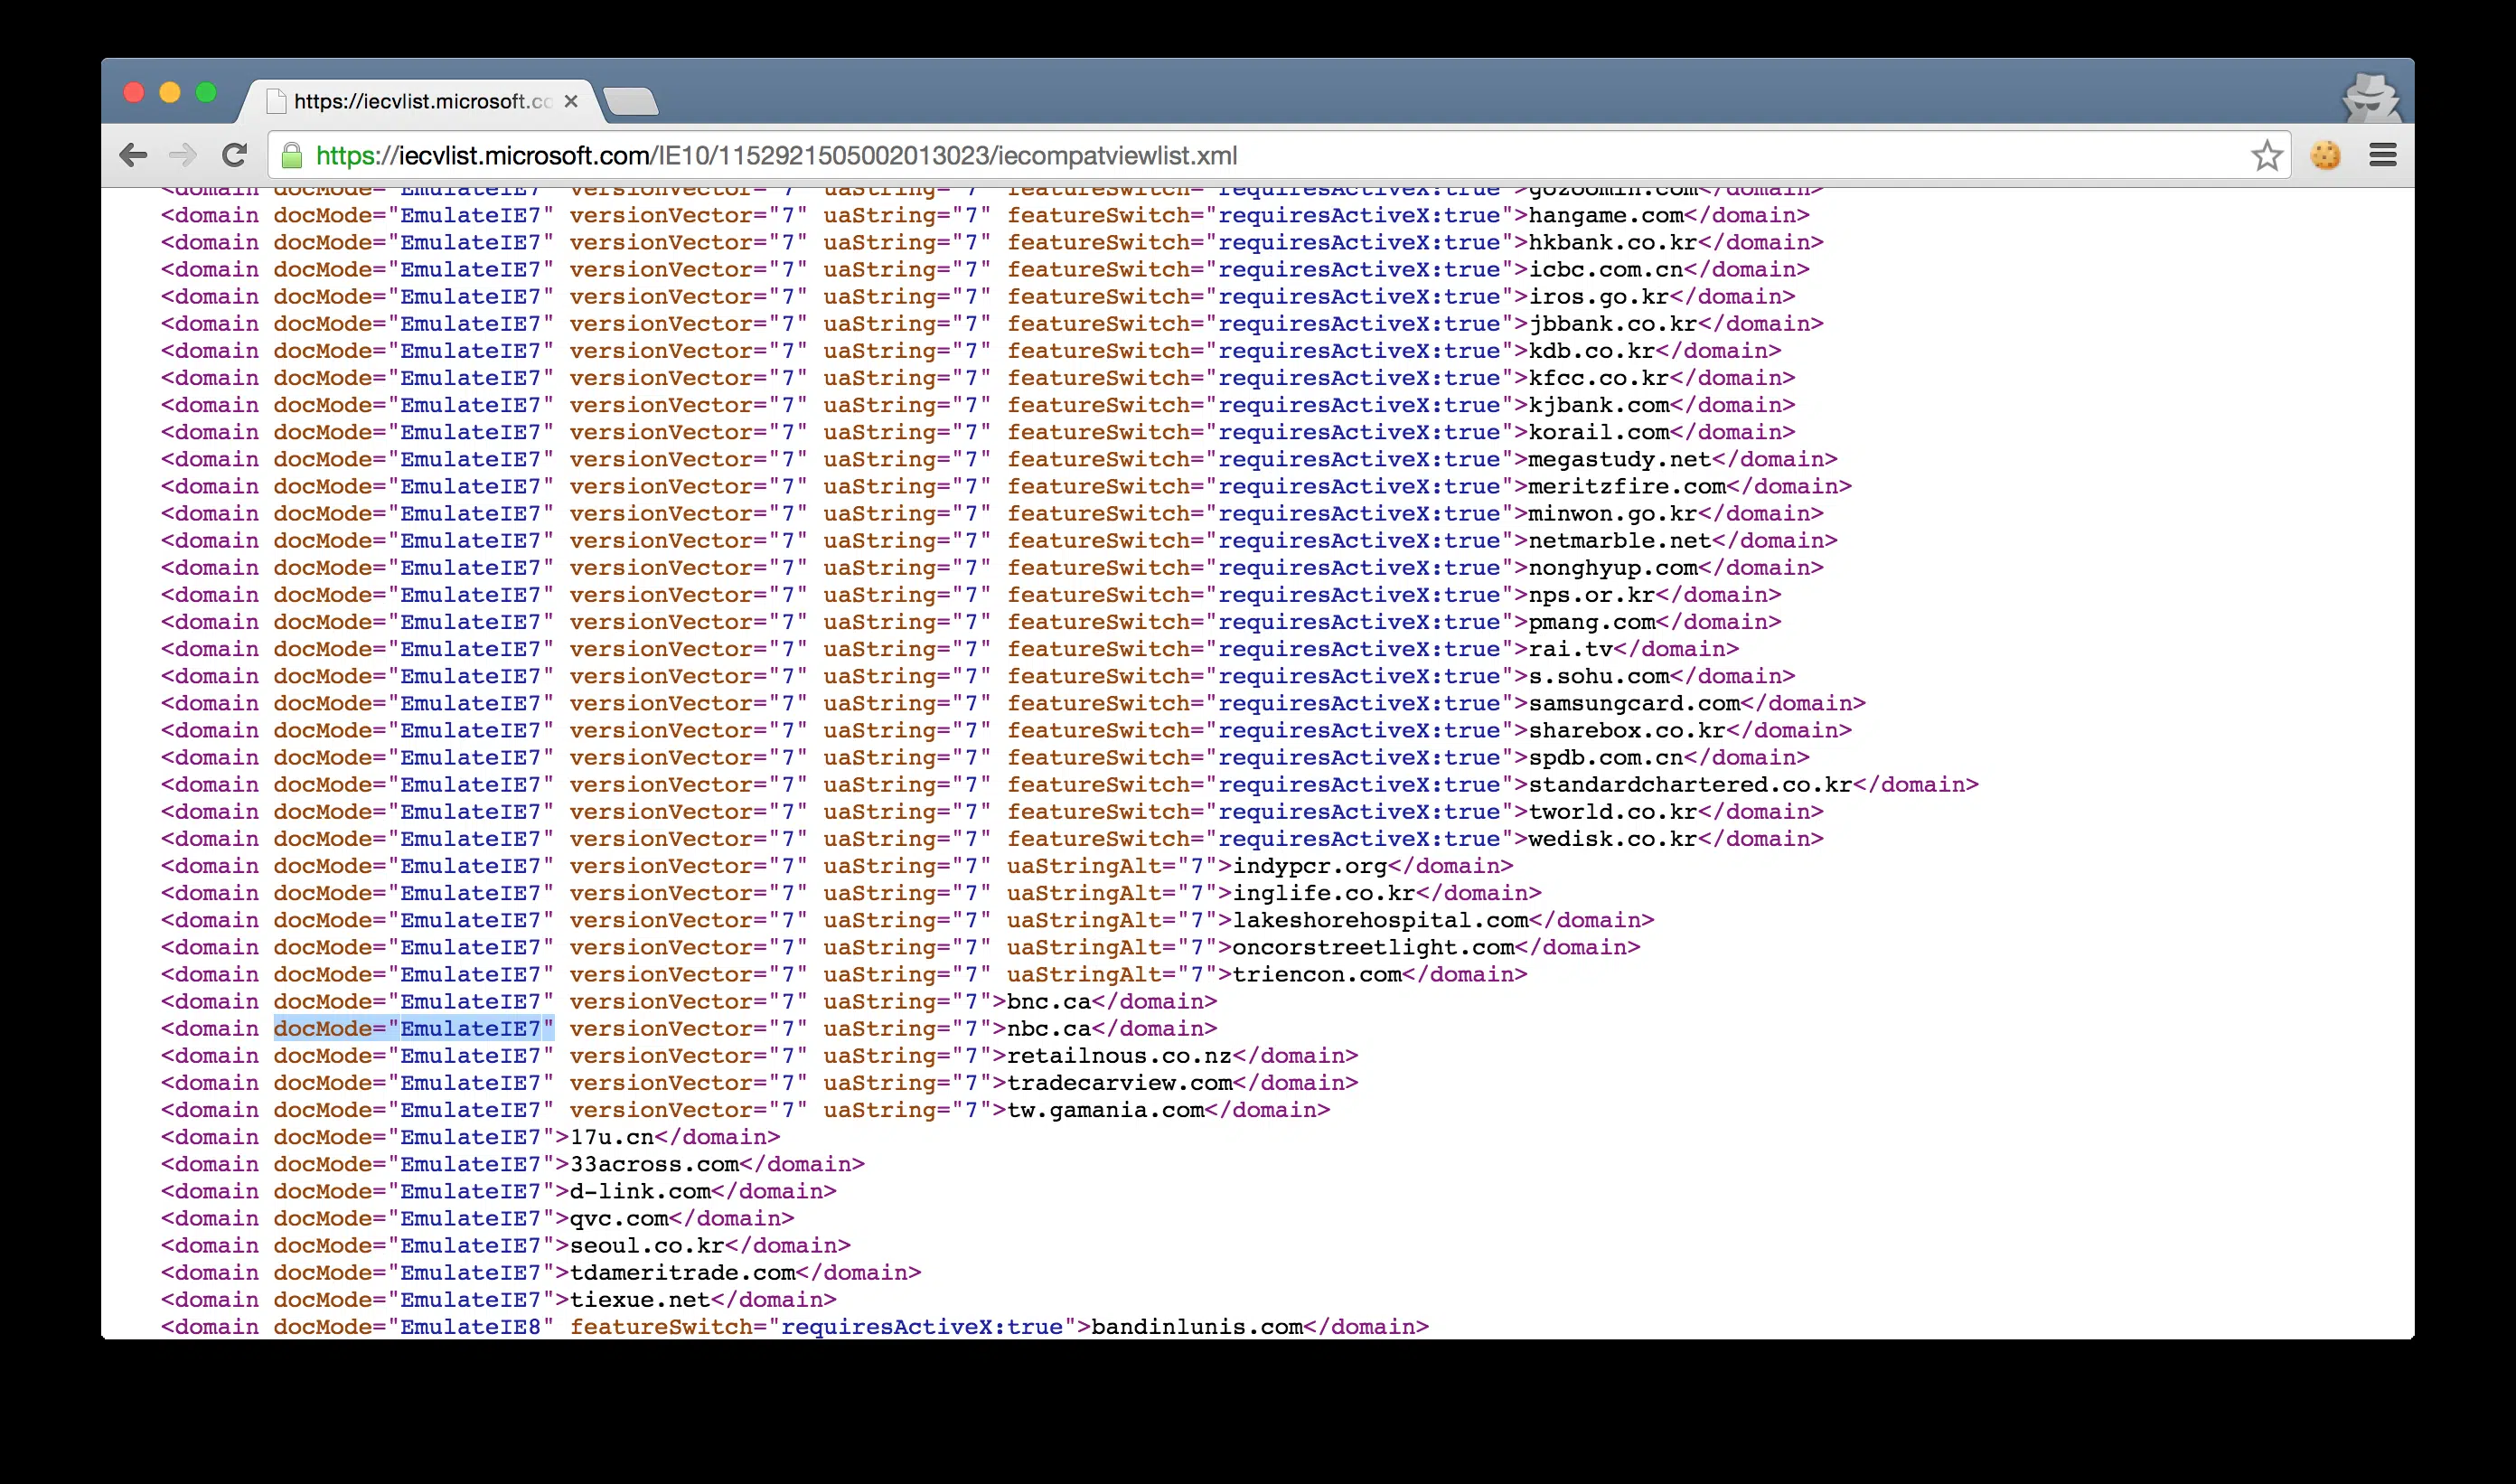 https://iecvlist.microsoft.co
https://iecvlist.microsoft.com/IE10/1152921505002013023/iecompatviewlist.xml
<domain docMode="EmulateIE7" versionVector="7" uaString="7" featureSwitch="requiresActiveX:true">gozoomin.com</domain>
<domain docMode="EmulateIE7" versionVector="7" uaString="7" featureSwitch="requiresActiveX:true">hangame.com</domain>
<domain docMode="EmulateIE7" versionVector="7" uaString="7" featureSwitch="requiresActiveX:true">hkbank.co.kr</domain>
<domain docMode="EmulateIE7" versionVector="7" uaString="7" featureSwitch="requiresActiveX:true">icbc.com.cn</domain>
<domain docMode="EmulateIE7" versionVector="7" uaString="7" featureSwitch="requiresActiveX:true">iros.go.kr</domain>
<domain docMode="EmulateIE7" versionVector="7" uaString="7" featureSwitch="requiresActiveX:true">jbbank.co.kr</domain>
<domain docMode="EmulateIE7" versionVector="7" uaString="7" featureSwitch="requiresActiveX:true">kdb.co.kr</domain>
<domain docMode="EmulateIE7" versionVector="7" uaString="7" featureSwitch="requiresActiveX:true">kfcc.co.kr</domain>
<domain docMode="EmulateIE7" versionVector="7" uaString="7" featureSwitch="requiresActiveX:true">kjbank.com</domain>
<domain docMode="EmulateIE7" versionVector="7" uaString="7" featureSwitch="requiresActiveX:true">korail.com</domain>
<domain docMode="EmulateIE7" versionVector="7" uaString="7" featureSwitch="requiresActiveX:true">megastudy.net</domain>
<domain docMode="EmulateIE7" versionVector="7" uaString="7" featureSwitch="requiresActiveX:true">meritzfire.com</domain>
<domain docMode="EmulateIE7" versionVector="7" uaString="7" featureSwitch="requiresActiveX:true">minwon.go.kr</domain>
<domain docMode="EmulateIE7" versionVector="7" uaString="7" featureSwitch="requiresActiveX:true">netmarble.net</domain>
<domain docMode="EmulateIE7" versionVector="7" uaString="7" featureSwitch="requiresActiveX:true">nonghyup.com</domain>
<domain docMode="EmulateIE7" versionVector="7" uaString="7" featureSwitch="requiresActiveX:true">nps.or.kr</domain>
<domain docMode="EmulateIE7" versionVector="7" uaString="7" featureSwitch="requiresActiveX:true">pmang.com</domain>
<domain docMode="EmulateIE7" versionVector="7" uaString="7" featureSwitch="requiresActiveX:true">rai.tv</domain>
<domain docMode="EmulateIE7" versionVector="7" uaString="7" featureSwitch="requiresActiveX:true">s.sohu.com</domain>
<domain docMode="EmulateIE7" versionVector="7" uaString="7" featureSwitch="requiresActiveX:true">samsungcard.com</domain>
<domain docMode="EmulateIE7" versionVector="7" uaString="7" featureSwitch="requiresActiveX:true">sharebox.co.kr</domain>
<domain docMode="EmulateIE7" versionVector="7" uaString="7" featureSwitch="requiresActiveX:true">spdb.com.cn</domain>
<domain docMode="EmulateIE7" versionVector="7" uaString="7" featureSwitch="requiresActiveX:true">standardchartered.co.kr</domain>
<domain docMode="EmulateIE7" versionVector="7" uaString="7" featureSwitch="requiresActiveX:true">tworld.co.kr</domain>
<domain docMode="EmulateIE7" versionVector="7" uaString="7" featureSwitch="requiresActiveX:true">wedisk.co.kr</domain>
<domain docMode="EmulateIE7" versionVector="7" uaString="7" uaStringAlt="7">indypcr.org</domain>
<domain docMode="EmulateIE7" versionVector="7" uaString="7" uaStringAlt="7">inglife.co.kr</domain>
<domain docMode="EmulateIE7" versionVector="7" uaString="7" uaStringAlt="7">lakeshorehospital.com</domain>
<domain docMode="EmulateIE7" versionVector="7" uaString="7" uaStringAlt="7">oncorstreetlight.com</domain>
<domain docMode="EmulateIE7" versionVector="7" uaString="7" uaStringAlt="7">triencon.com</domain>
<domain docMode="EmulateIE7" versionVector="7" uaString="7">bnc.ca</domain>
<domain docMode="EmulateIE7" versionVector="7" uaString="7">nbc.ca</domain>
<domain docMode="EmulateIE7" versionVector="7" uaString="7">retailnous.co.nz</domain>
<domain docMode="EmulateIE7" versionVector="7" uaString="7">tradecarview.com</domain>
<domain docMode="EmulateIE7" versionVector="7" uaString="7">tw.gamania.com</domain>
<domain docMode="EmulateIE7">17u.cn</domain>
<domain docMode="EmulateIE7">33across.com</domain>
<domain docMode="EmulateIE7">d-link.com</domain>
<domain docMode="EmulateIE7">qvc.com</domain>
<domain docMode="EmulateIE7">seoul.co.kr</domain>
<domain docMode="EmulateIE7">tdameritrade.com</domain>
<domain docMode="EmulateIE7">tiexue.net</domain>
<domain docMode="EmulateIE8" featureSwitch="requiresActiveX:true">bandinlunis.com</domain>